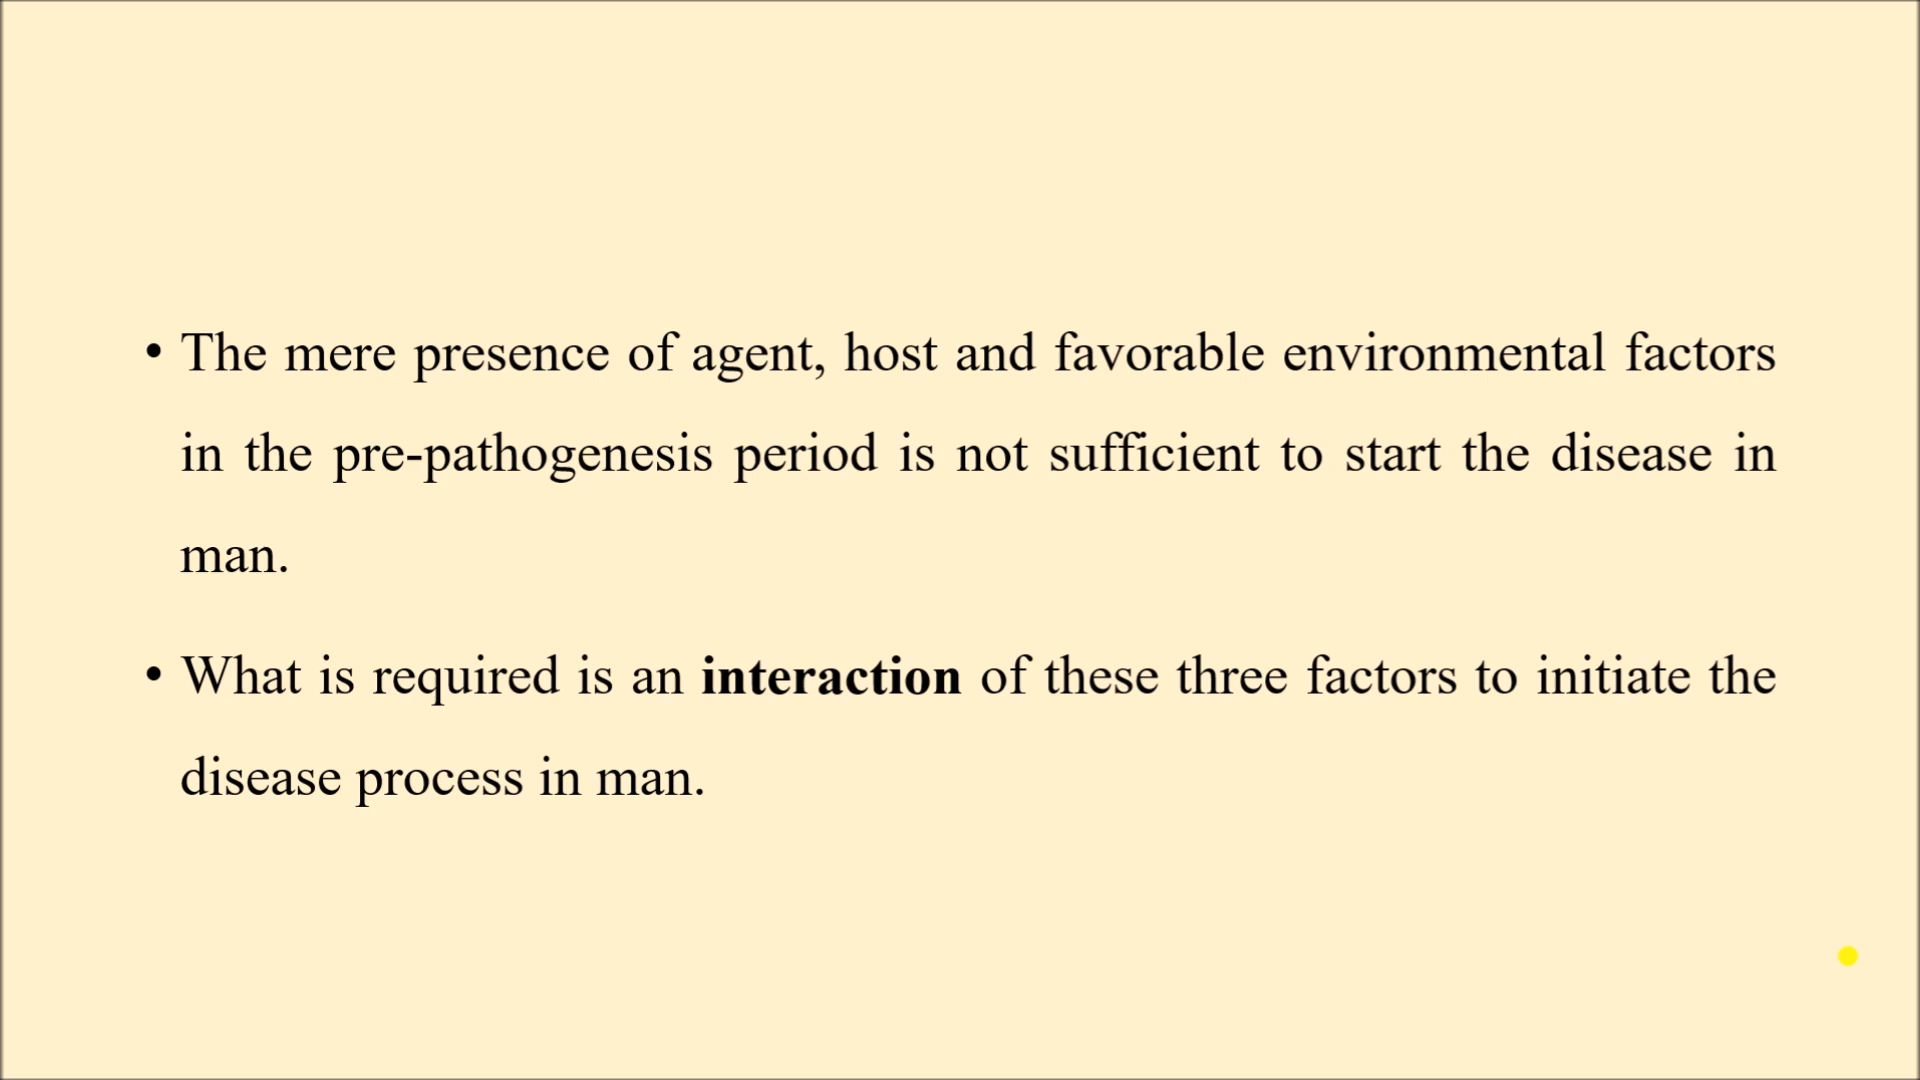 • The mere presence of agent, host and favorable environmental factors
in the pre-pathogenesis period is not sufficient to start the disease in
man.
• What is required is an interaction of these three factors to initiate the
disease process in man.